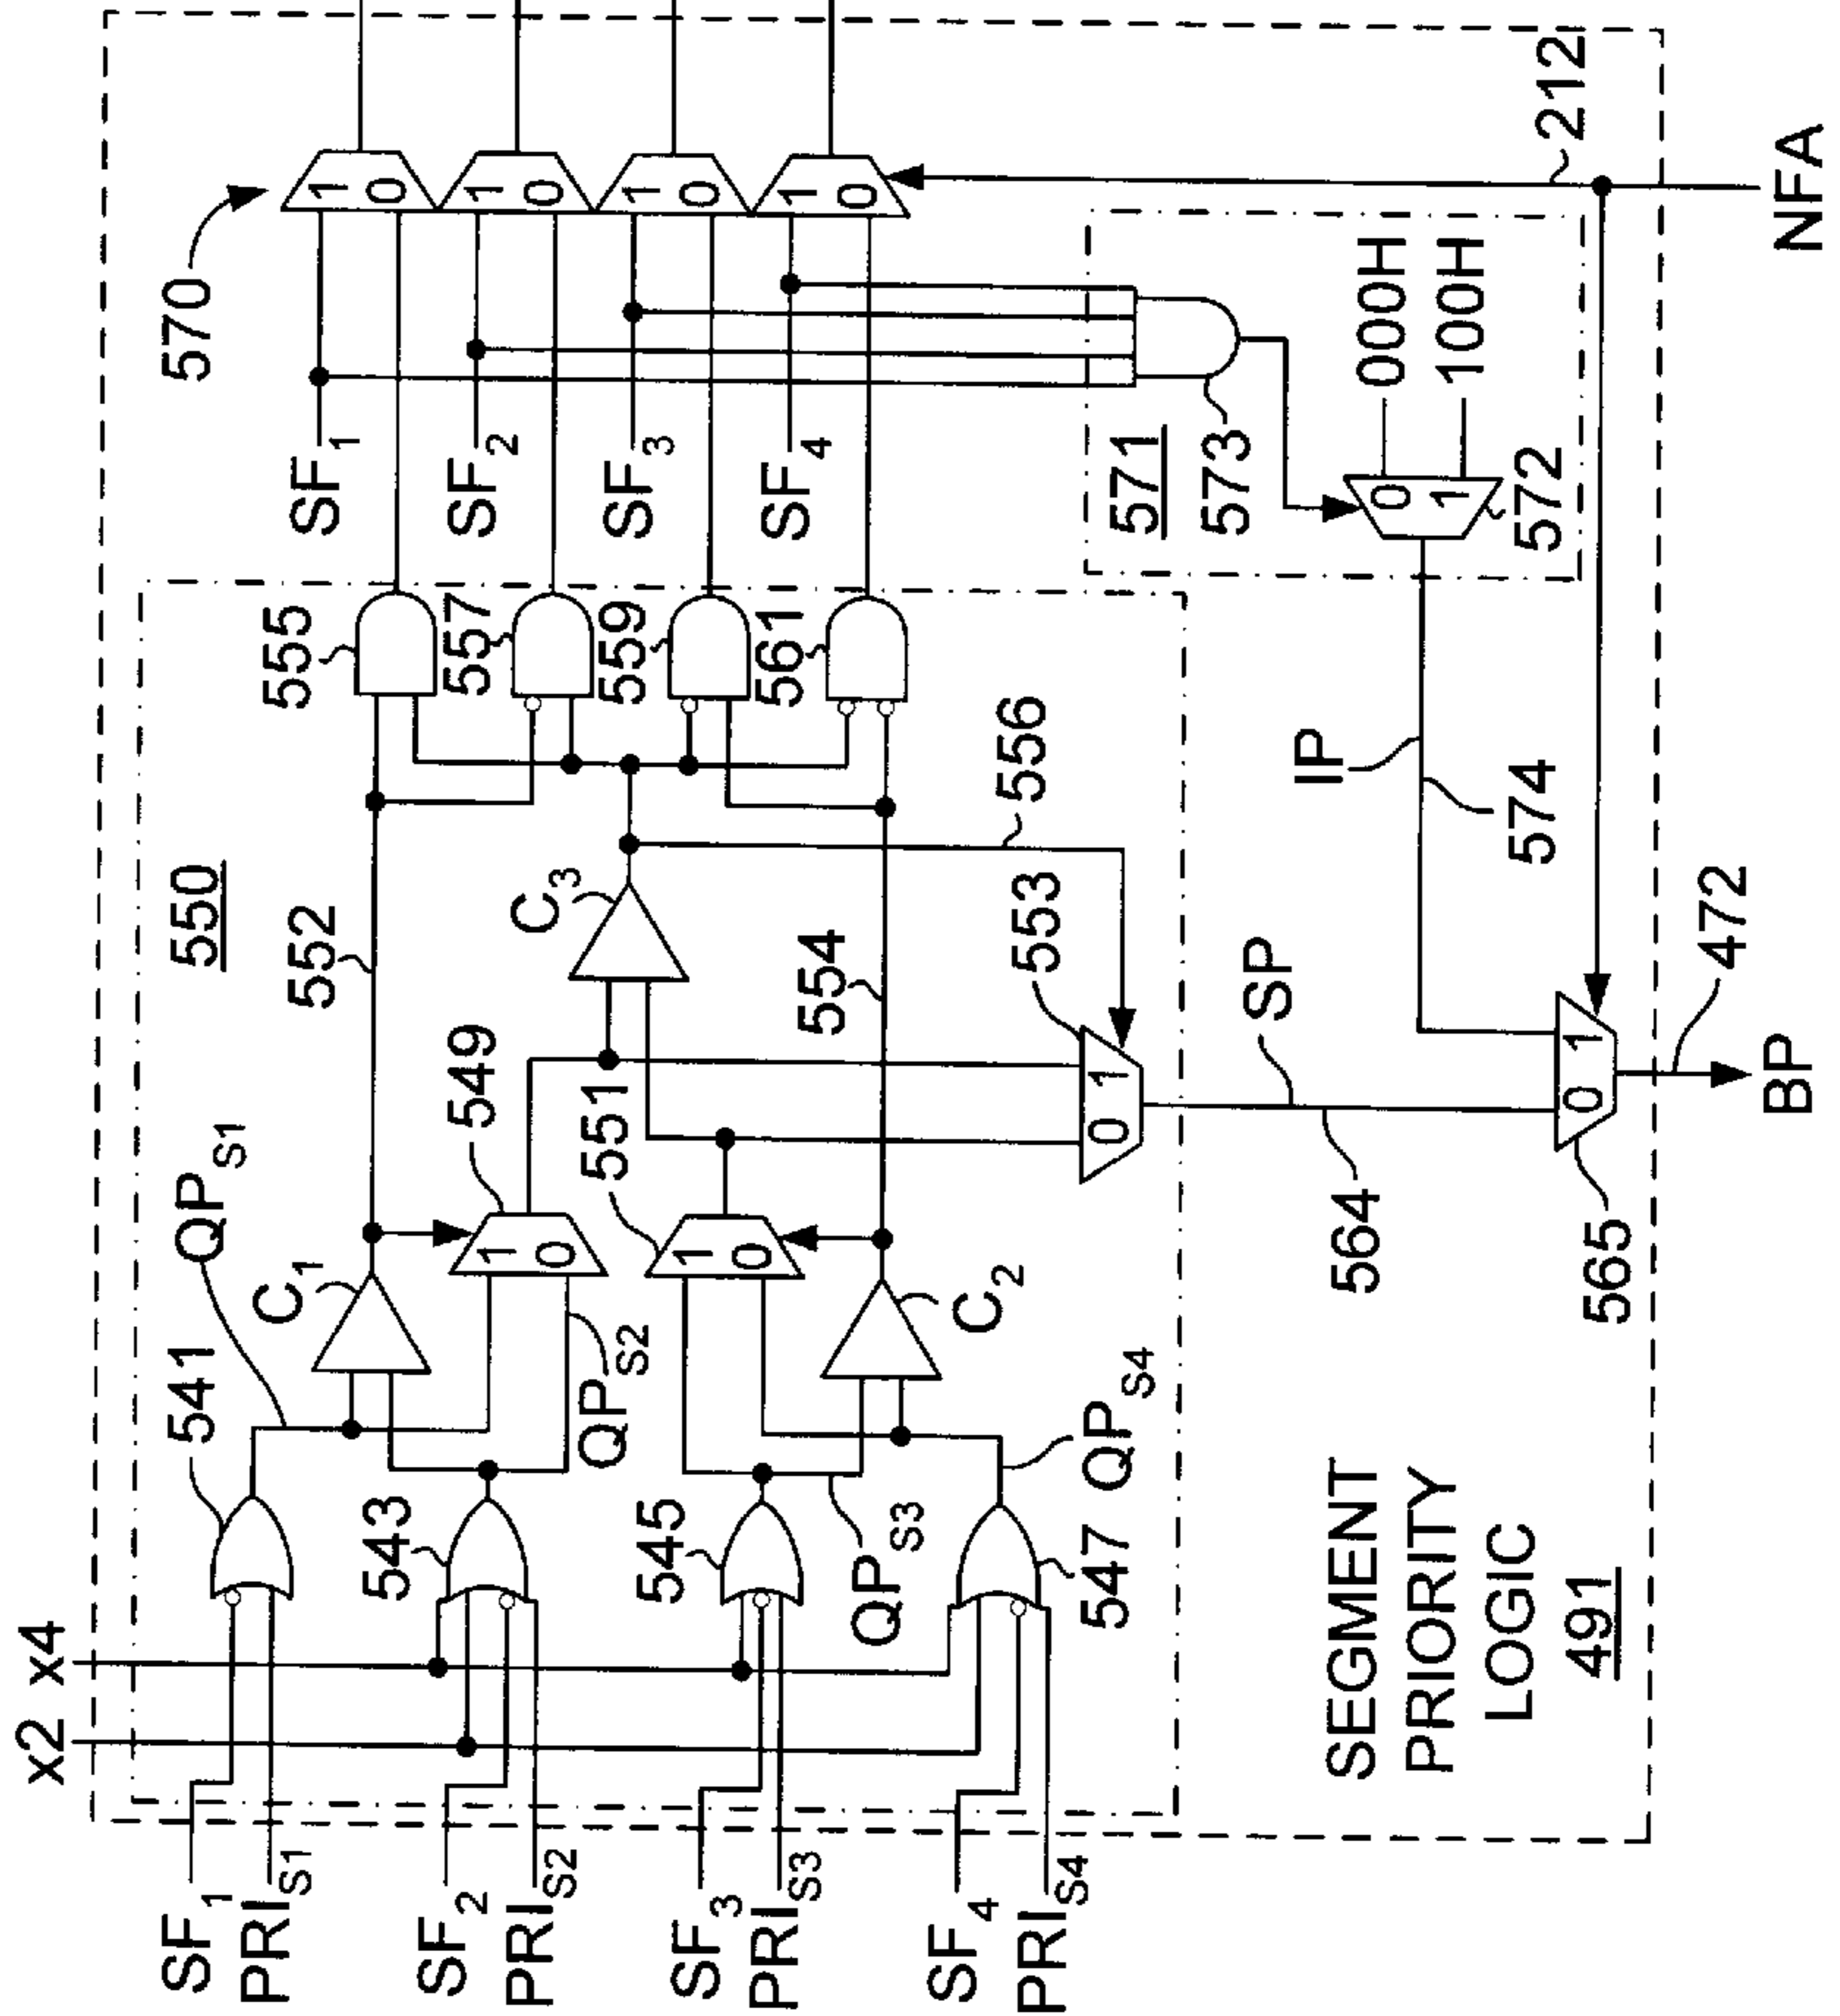 x2 x4
SF1
PRIS1
SF2
PRIS2
SF3
PRIS3
SF4
PRIS4
541
543
545
547
QPS1
QPS2
QPS3
QPS4
C1
C2
C3
1
0
549
1
0
551
552
554
550
0 1
553
556
555
557
559
561
SF1
SF2
SF3
SF4
570
1
0
1
0
1
0
1
0
571
573
000H
100H
0
1
572
IP
574
SP
564
0 1
565
472
BP
212
NFA
SEGMENT
PRIORITY
LOGIC
491